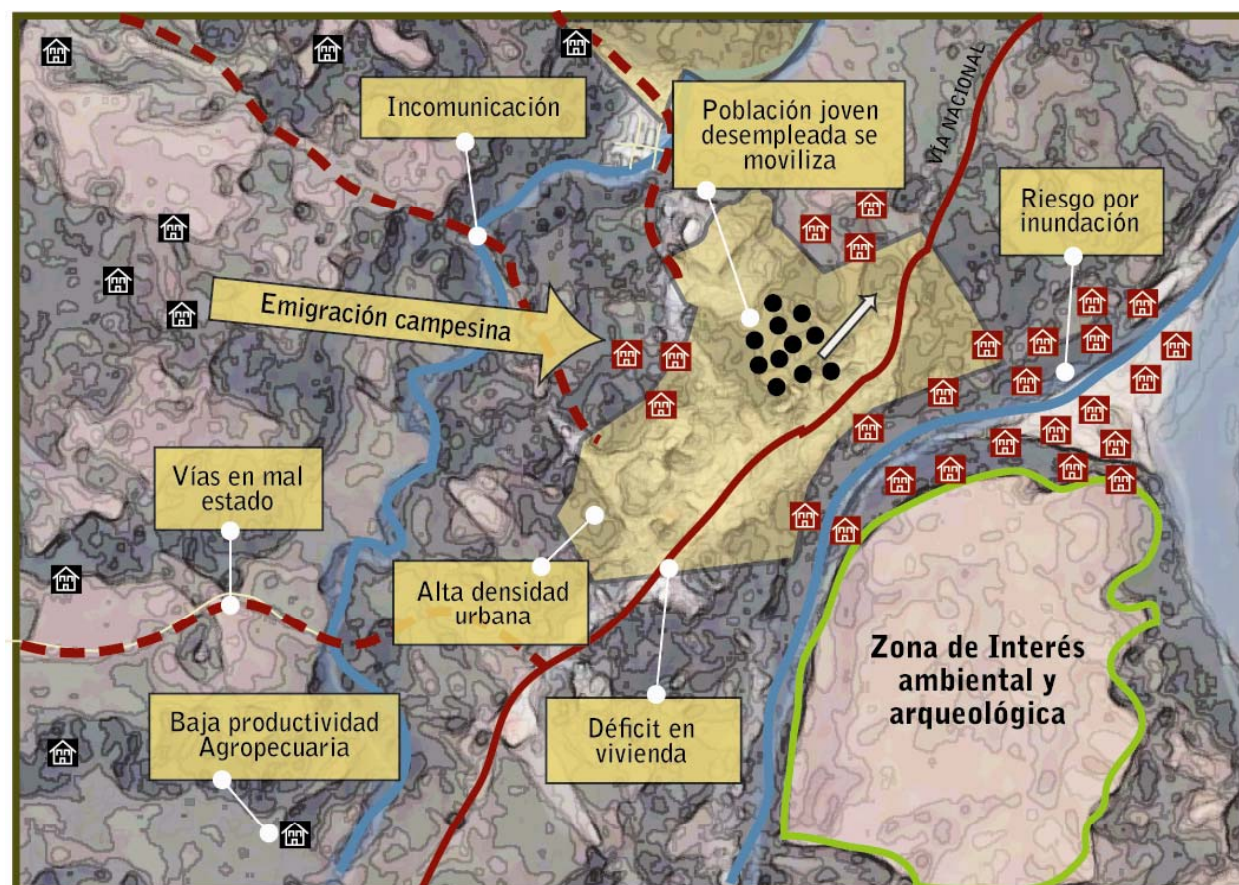 Incomunicación
Población joven
desempleada se
moviliza
VÍA NACIONAL
Riesgo por
inundación
Emigración campesina
Vías en mal
estado
Alta densidad
urbana
Zona de Interés
ambiental y
arqueológica
Baja productividad
Agropecuaria
Déficit en
vivienda